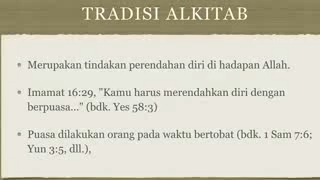 TRADISI ALKITAB
Merupakan tindakan perendahan diri di hadapan Allah.
Imamat 16:29, "Kamu harus merendahkan diri dengan
berpuasa..." (bdk. Yes 58:3)
Puasa dilakukan orang pada waktu bertobat (bdk. 1 Sam 7:6;
Yun 3:5, dll.),